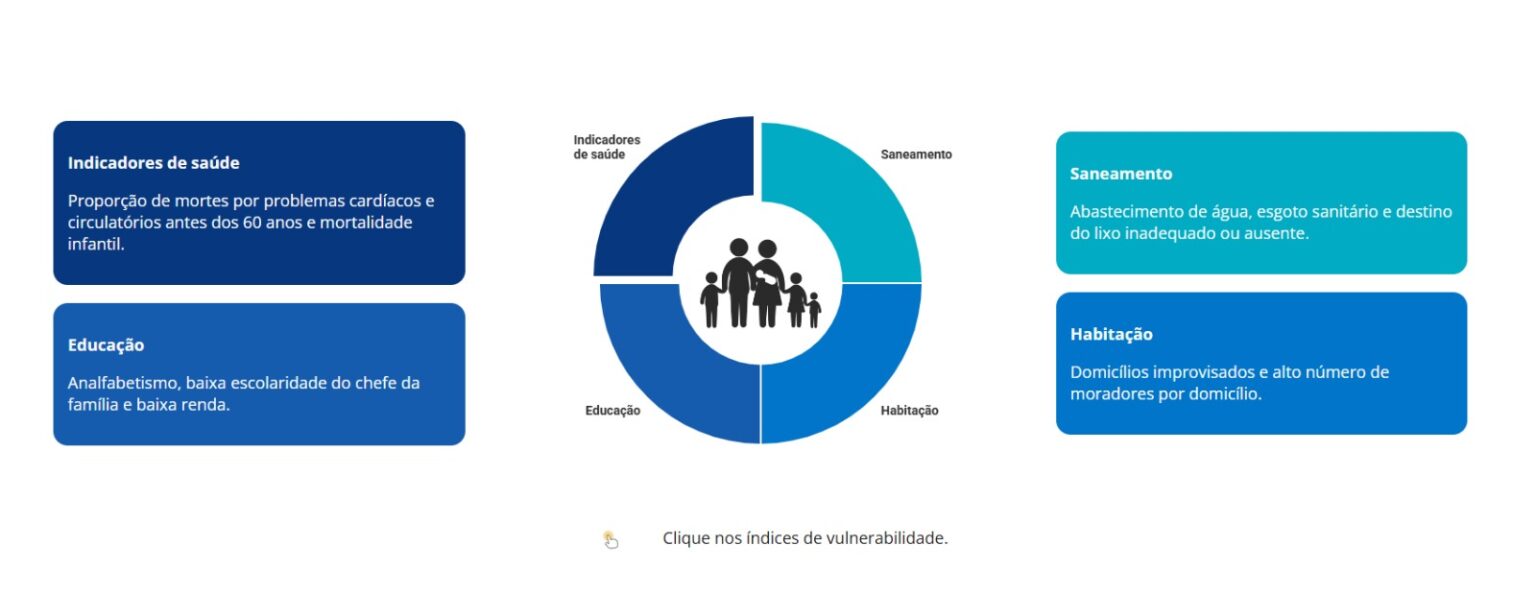 Indicadores de saúde
Proporção de mortes por problemas cardíacos e
circulatórios antes dos 60 anos e mortalidade
infantil.
Educação
Analfabetismo, baixa escolaridade do chefe da
família e baixa renda.
Indicadores
de saúde
Saneamento
Educação
Habitação
Saneamento
Abastecimento de água, esgoto sanitário e destino
do lixo inadequado ou ausente.
Habitação
Domicílios improvisados e alto número de
moradores por domicílio.
Clique nos índices de vulnerabilidade.